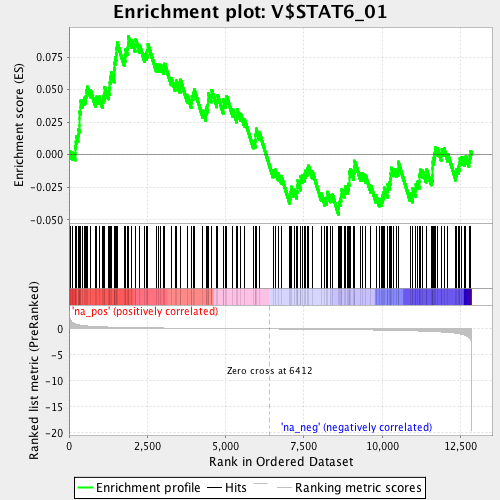 Enrichment plot: V$STAT6_01
Enrichment score (ES)
0.075
0.050
0.025
0.000
-0.025
-0.050
'na_pos' (positively correlated)
Ranked list metric (PreRanked)
0
-5
-10
-15
-20
Zero cross at 6412
'na_neg' (negatively correlated)
0
2,500
5,000
7,500
10,000
12,500
Rank in Ordered Dataset
Enrichment profile
Hits
Ranking metric scores